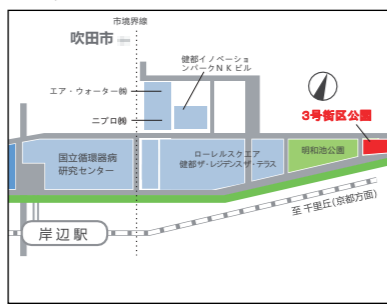 市境界線
吹田市
健都イノベーショ
ンパークNKビル
エア・ウォーター㈱
ニプロ㈱
3号街区公園
国立循環器病
研究センター
ローレルスクエア
健都ザ・レジデンスザ・テラス
明和池公園
至 千里丘(京都方面)
岸辺駅